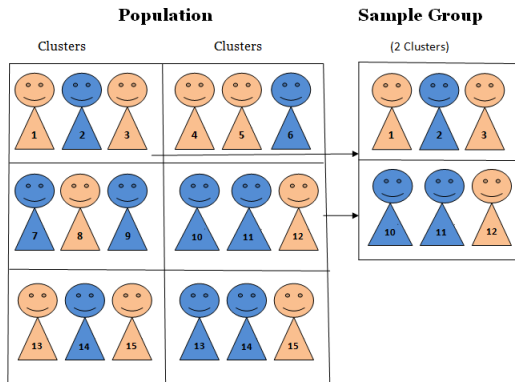 Population Sample Group
Clusters Clusters (2 Clusters)
1 2 3 4 5 6 1 2 3
7 8 9 10 11 12 10 11 12
13 14 15 13 14 15